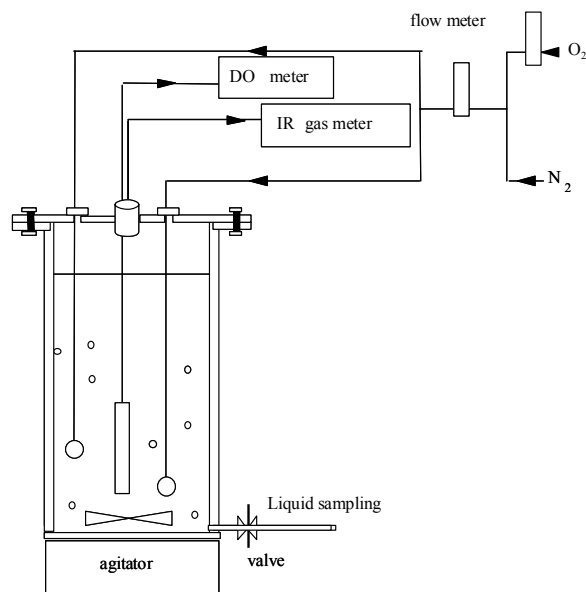 flow meter
O₂
DO meter
IR gas meter
N₂
Liquid sampling
agitator
valve